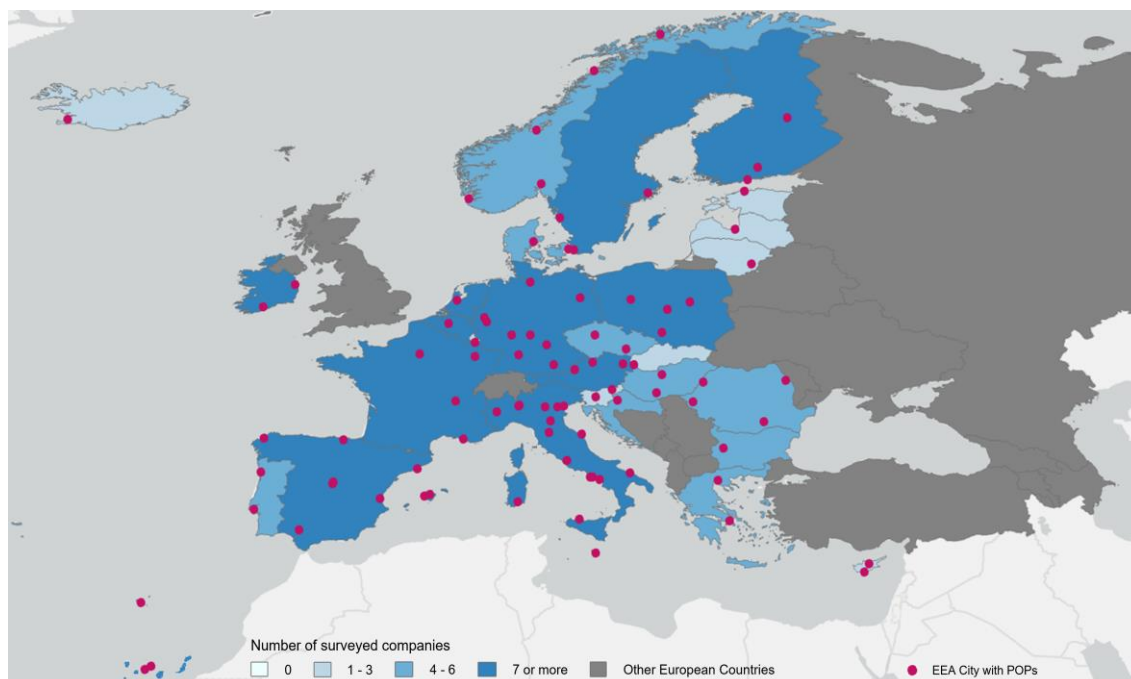 Number of surveyed companies
0 1 - 3 4 - 6 7 or more Other European Countries EEA City with POPs